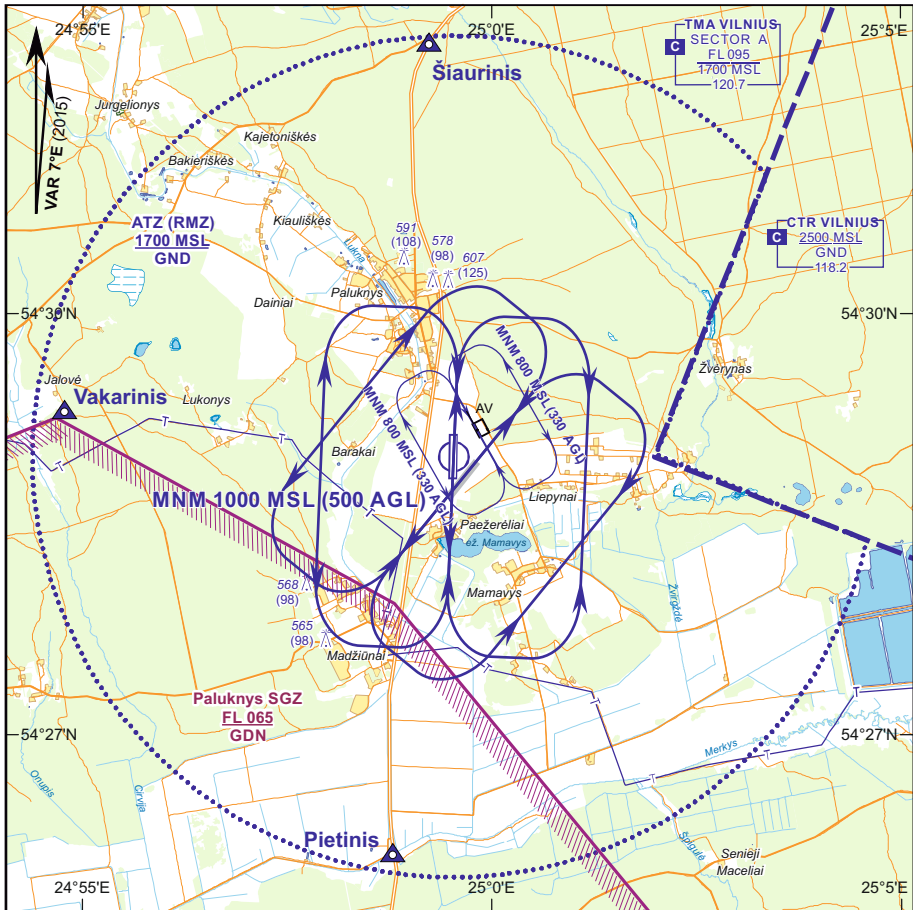 24°55'E
25°0'E
25°5'E
TMA VILNIUS
SECTOR A
C
FL 095
1700 MSL
120.7
Šiaurinis
Jurgelionys
VAR 7°E (2015)
Kajetoniškės
Bakieriškės
ATZ (RMZ)
1700 MSL
GND
Kiauliškės
CTR VILNIUS
C
2500 MSL
GND
118.2
591
(108)
578
(98)
607
(125)
Lukna
Paluknys
Dainiai
54°30'N
54°30'N
MNM 800 MSL (330 AGL)
Žvėrynas
Jalovė
Vakarinis
Lukonys
T
AV
MNM 800 MSL (330 AGL)
T
T
Barakai
MNM 1000 MSL (500 AGL)
T
Liepynai
Paežerėliai
ež. Mamavys
568
(98)
Mamavys
Žvirgždė
T
565
(98)
Madžiūnai
T
T
Paluknys SGZ
FL 065
GDN
54°27'N
54°27'N
Merkys
T
Onupis
Cirvija
Pietinis
Spigulė
Senieji
Maceliai
24°55'E
25°0'E
25°5'E